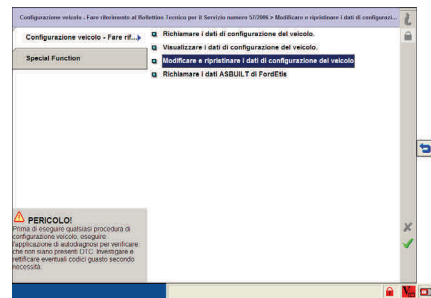 Configurazione veicolo - Fare riferimento al Bollettino Tecnico per il Servizio numero 57/2006 > Modificare e ripristinare i dati di configurazi...
Configurazione veicolo - Fare rif...
Special Function
Richiamare i dati di configurazione del veicolo.
Visualizzare i dati di configurazione del veicolo.
Modificare e ripristinare i dati di configurazione del veicolo
Richiamare i dati ASBUILT di FordEtis
PERICOLO!
Prima di eseguire qualsiasi procedura di
configurazione veicolo, eseguire
l'applicazione di autodiagnosi per verificare
che non siano presenti DTC. Investigare e
rettificare eventuali codici guasto secondo
necessità.